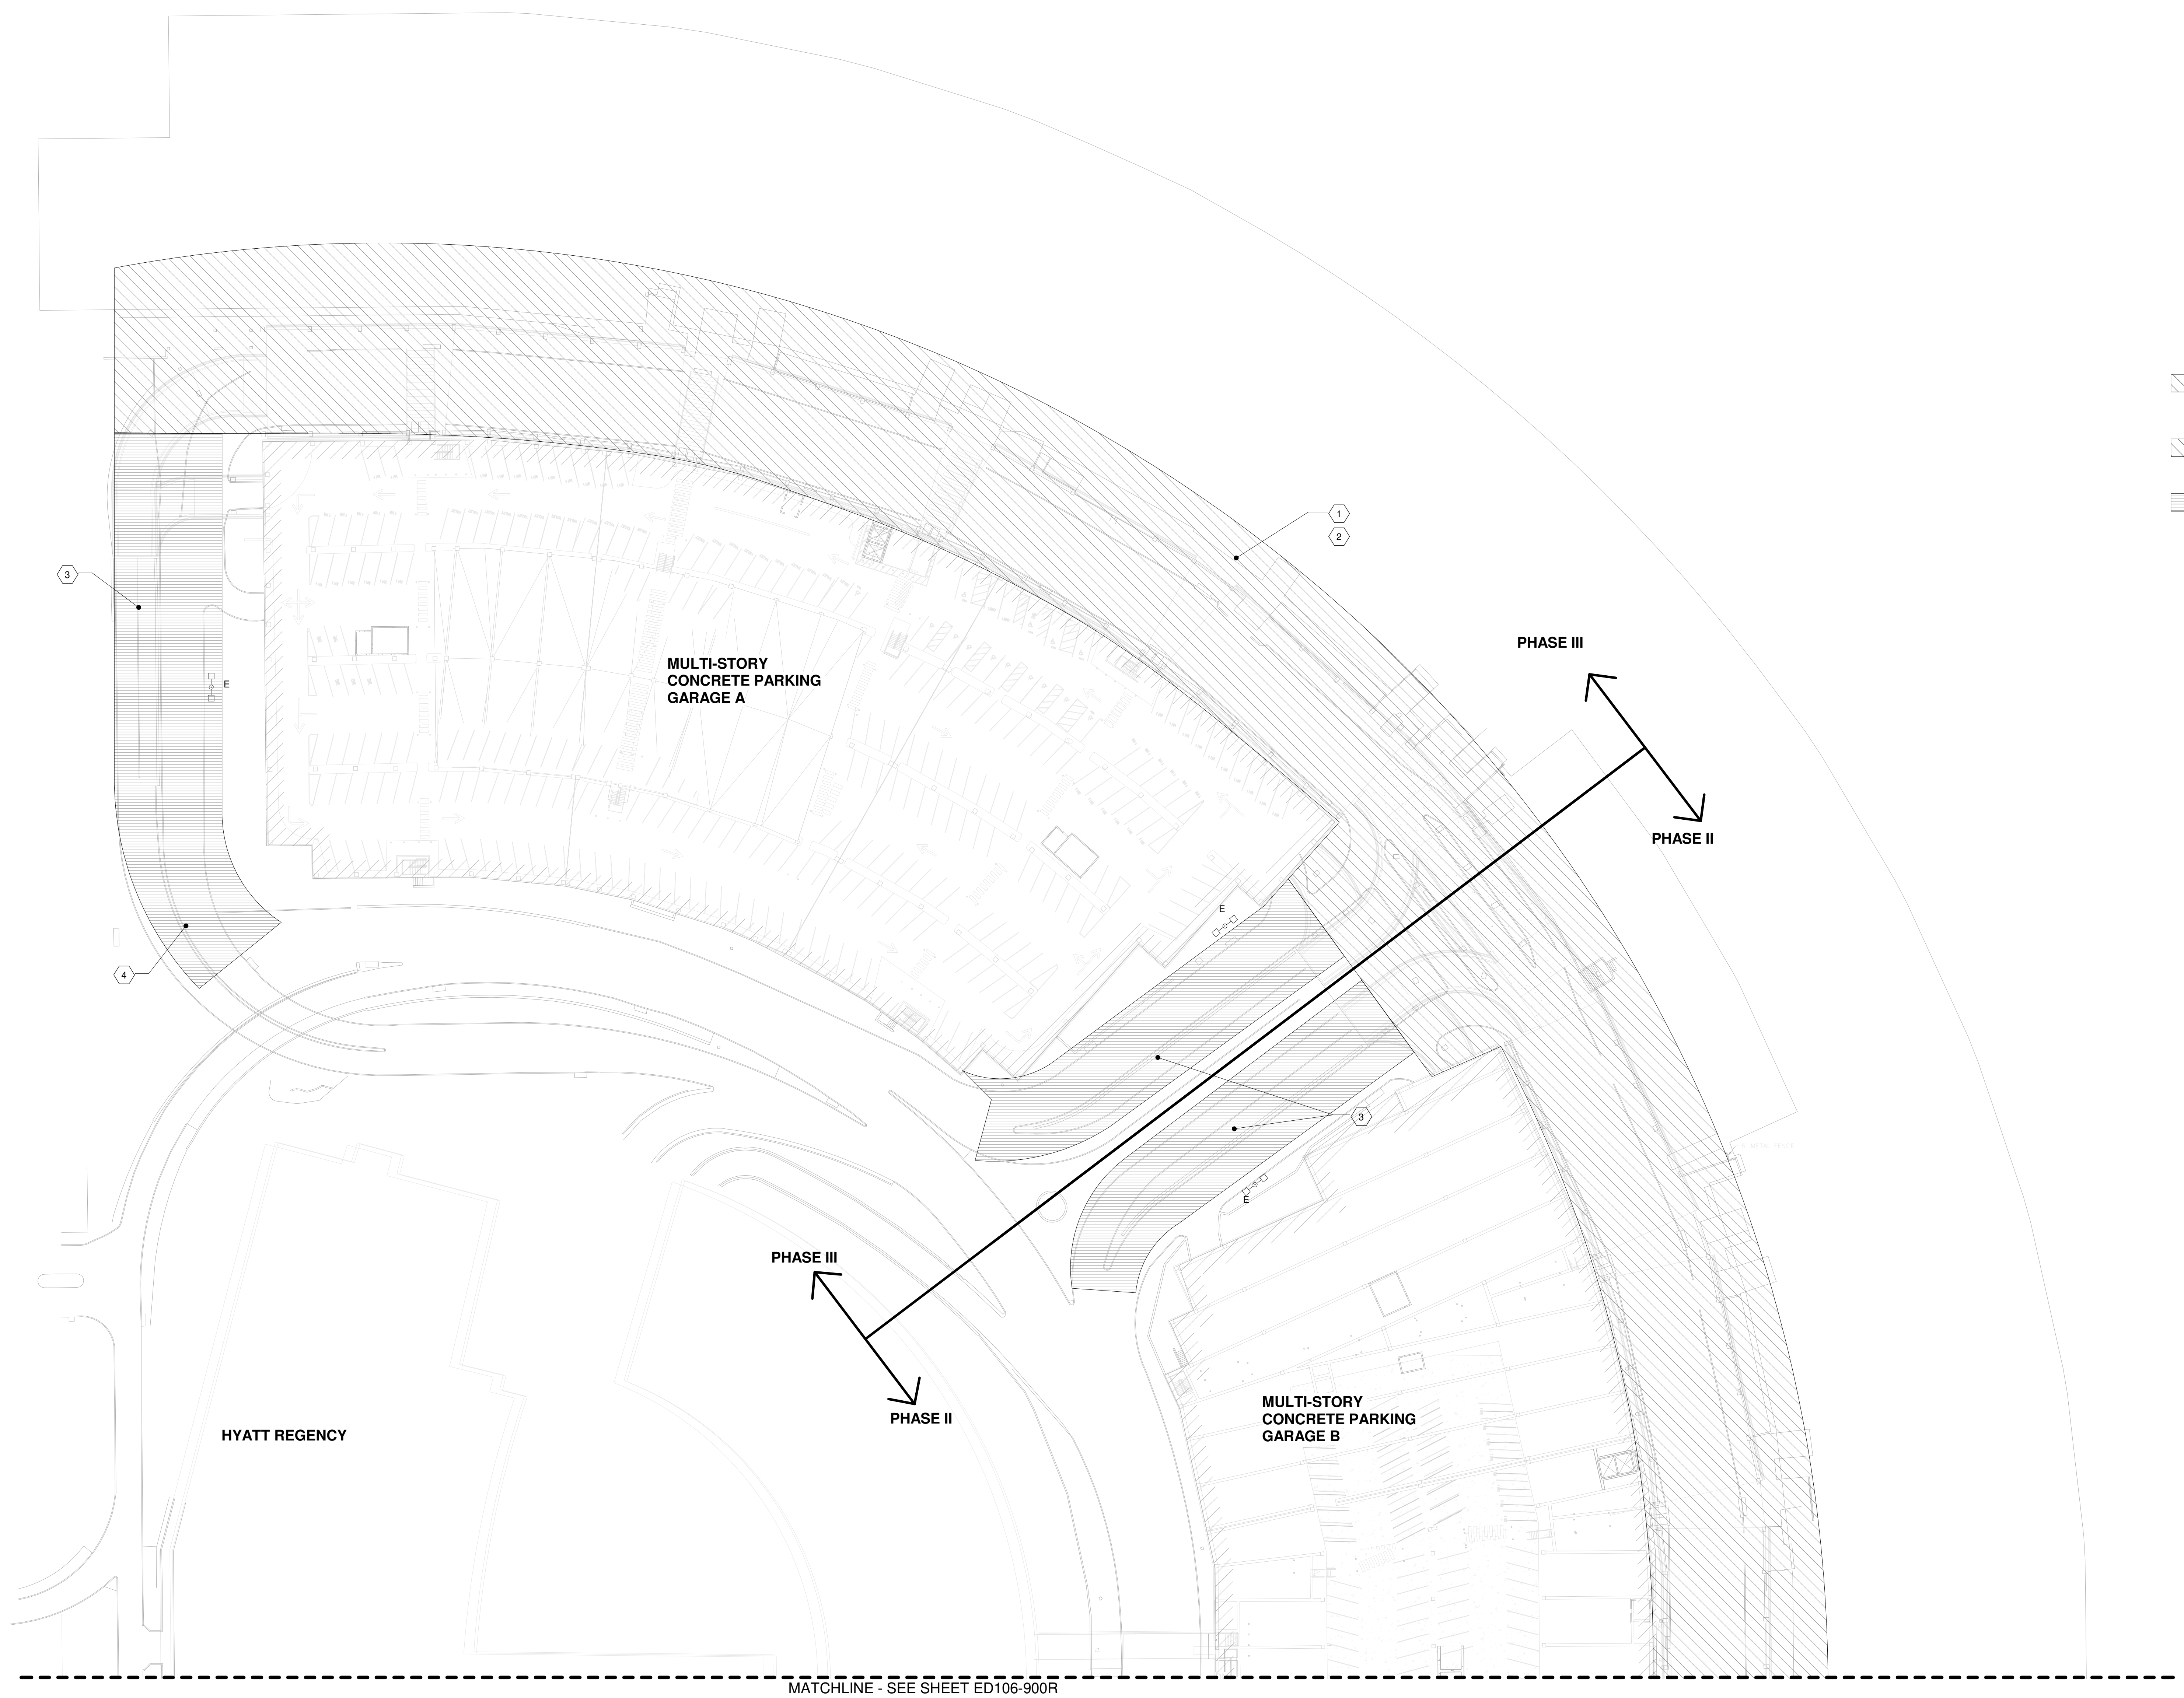 1
2
3
PHASE III
MULTI-STORY
CONCRETE PARKING
GARAGE A
E
PHASE II
E
4
3
E
PHASE III
MULTI-STORY
CONCRETE PARKING
GARAGE B
PHASE II
HYATT REGENCY
MATCHLINE - SEE SHEET ED106-900R